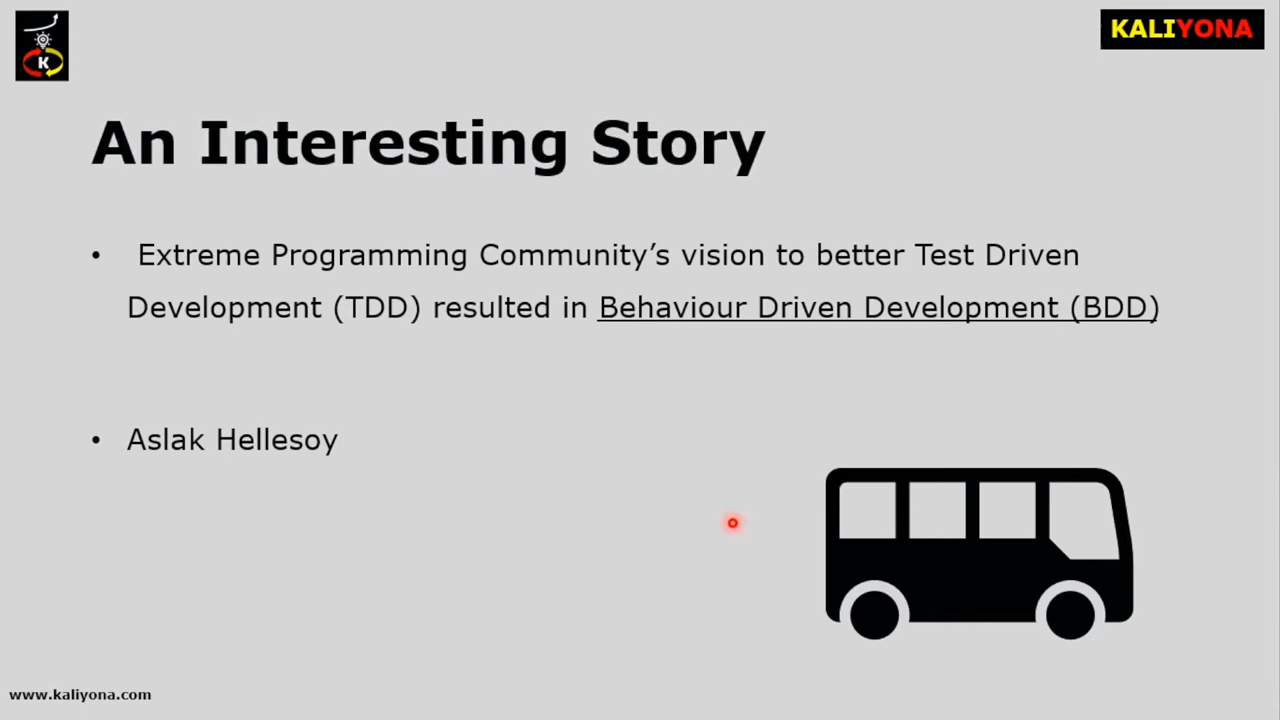 K
KALIYONA
An Interesting Story
• Extreme Programming Community’s vision to better Test Driven
Development (TDD) resulted in Behaviour Driven Development (BDD)
• Aslak Hellesoy
www.kaliyona.com